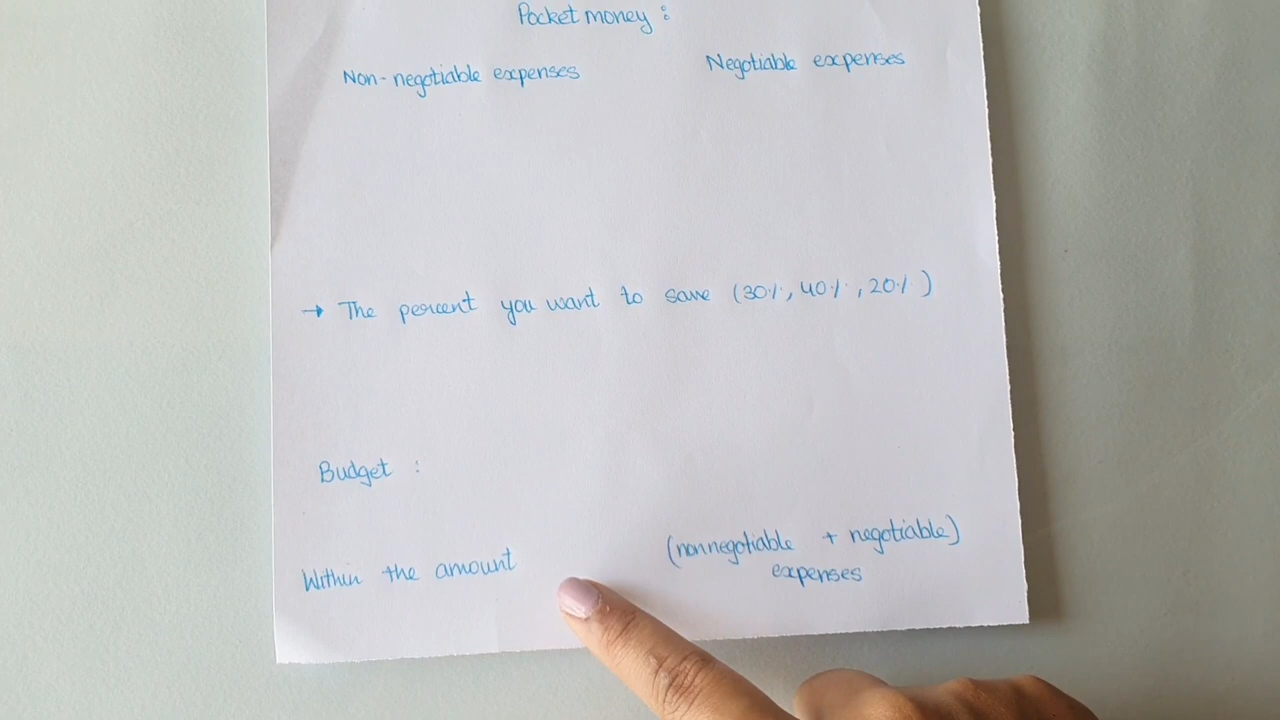 Pocket money :
Non-negotiable expenses
Negotiable expenses
→ The percent you want to save (30%, 40%, 20%)
Budget :
Within the amount
(nonnegotiable + negotiable)
expenses